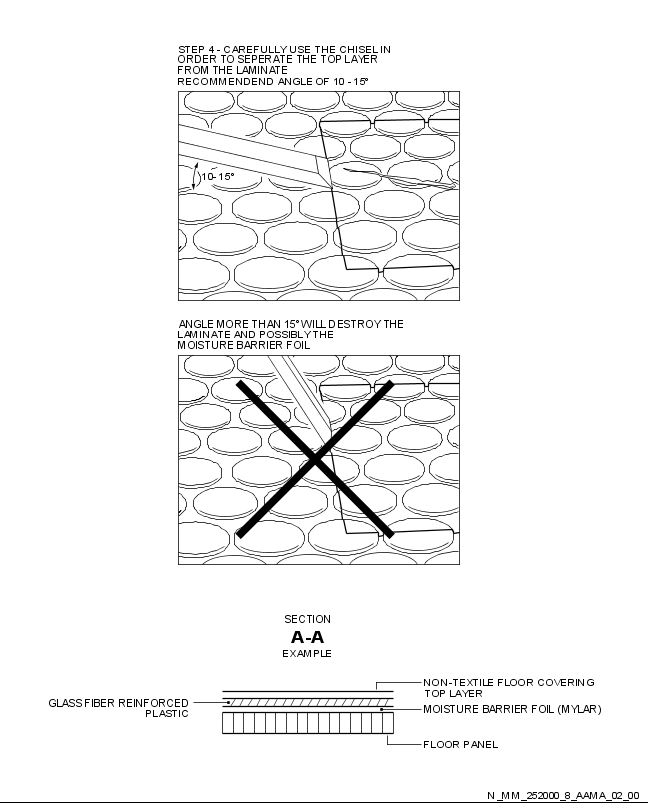 STEP 4 - CAREFULLY USE THE CHISEL IN
ORDER TO SEPERATE THE TOP LAYER
FROM THE LAMINATE
RECOMMENDEND ANGLE OF 10 - 15°
10- 15°
ANGLE MORE THAN 15° WILL DESTROY THE
LAMINATE AND POSSIBLY THE
MOISTURE BARRIER FOIL
SECTION
A-A
EXAMPLE
NON-TEXTILE FLOOR COVERING
TOP LAYER
GLASS FIBER REINFORCED
PLASTIC
MOISTURE BARRIER FOIL (MYLAR)
FLOOR PANEL
N_MM_252000_8_AAMA_02_00